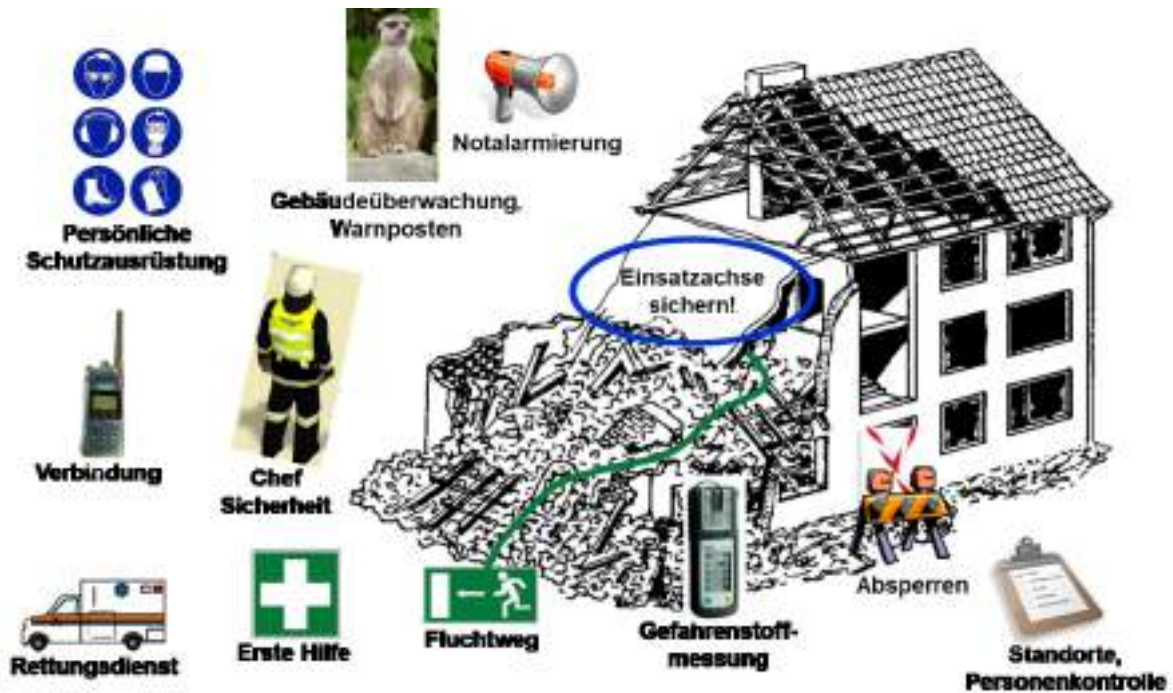 Notalarmierung
Gebäudeüberwachung,
Warnposten
Persönliche
Schutzausrüstung
Einsatzachse
sichern!
Verbindung
Chef
Sicherheit
Absperren
Rettungsdienst
Erste Hilfe
Fluchtweg
Gefahrenstoff-
messung
Standorte,
Personenkontrolle